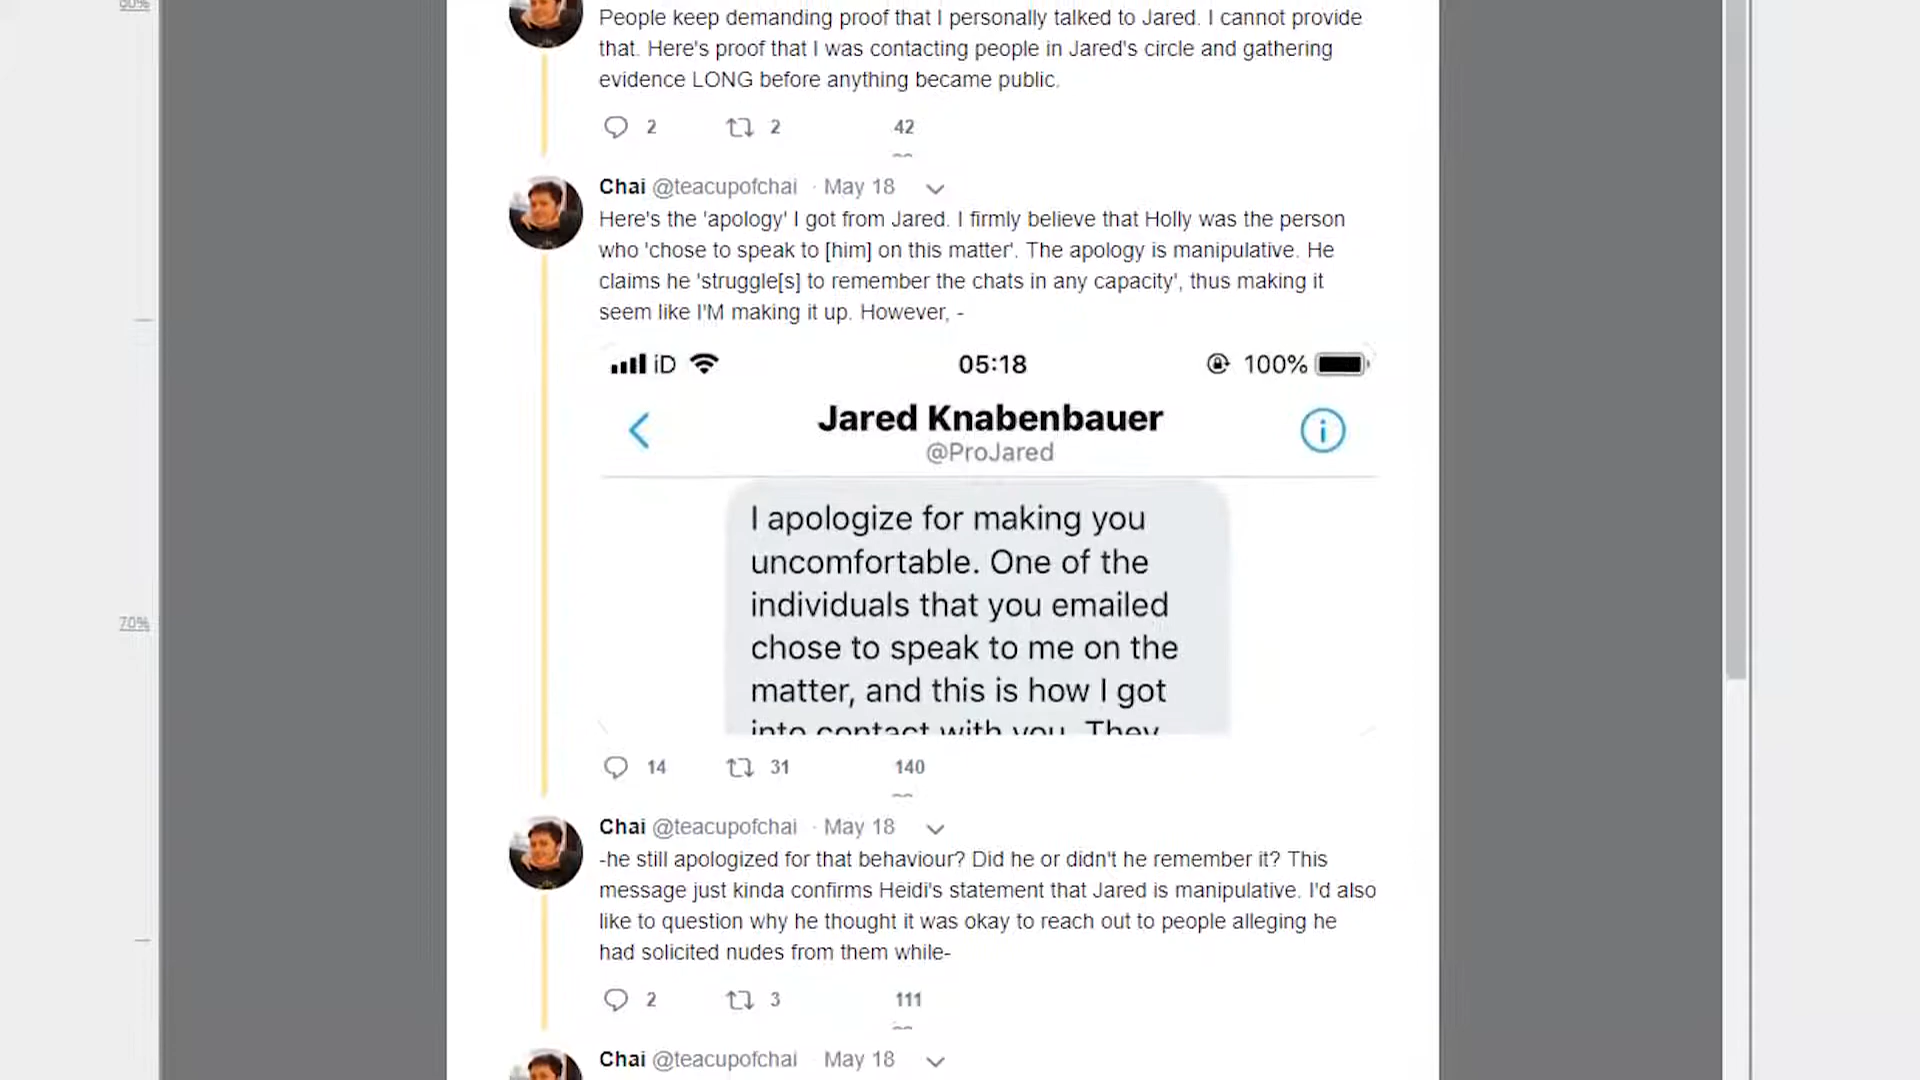 60%
People keep demanding proof that I personally talked to Jared. I cannot provide
that. Here's proof that I was contacting people in Jared's circle and gathering
evidence LONG before anything became public.
2 2 42
Chai @teacupofchai · May 18
Here's the 'apology' I got from Jared. I firmly believe that Holly was the person
who 'chose to speak to [him] on this matter'. The apology is manipulative. He
claims he 'struggle[s] to remember the chats in any capacity', thus making it
seem like I'M making it up. However, -
iD 05:18 100%
Jared Knabenbauer
@ProJared
I apologize for making you
uncomfortable. One of the
individuals that you emailed
chose to speak to me on the
matter, and this is how I got
into contact with you. They
70%
14 31 140
Chai @teacupofchai · May 18
-he still apologized for that behaviour? Did he or didn't he remember it? This
message just kinda confirms Heidi's statement that Jared is manipulative. I'd also
like to question why he thought it was okay to reach out to people alleging he
had solicited nudes from them while-
2 3 111
Chai @teacupofchai May 18